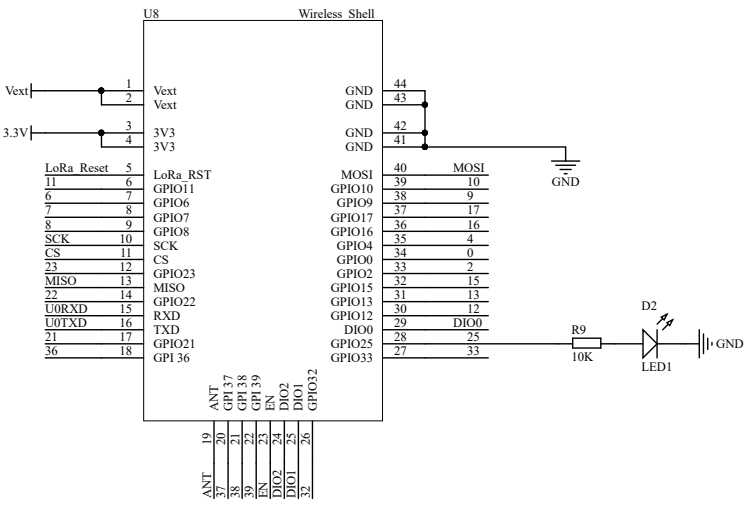 U8 Wireless Shell
Vext 1 Vext GND 44
2 Vext GND 43
3.3V 3 3V3 GND 42
4 3V3 GND 41
GND
LoRa_Reset 5 LoRa_RST MOSI 40 MOSI
11 6 GPIO11 GPIO10 39 10
6 7 GPIO6 GPIO9 38 9
7 8 GPIO7 GPIO17 37 17
8 9 GPIO8 GPIO16 36 16
SCK 10 SCK GPIO4 35 4
CS 11 CS GPIO0 34 0
23 12 GPIO23 GPIO2 33 2
MISO 13 MISO GPIO15 32 15
22 14 GPIO22 GPIO13 31 13
U0RXD 15 RXD GPIO12 30 12
U0TXD 16 TXD DIO0 29 DIO0
21 17 GPIO21 GPIO25 28 25
36 18 GPI 36 GPIO33 27 33
R9
10K
D2
LED1
GND
ANT GPI 37 GPI 38 GPI 39 EN DIO2 DIO1 GPIO32
19 20 21 22 23 24 25 26
ANT 37 38 39 EN DIO2 DIO1 32